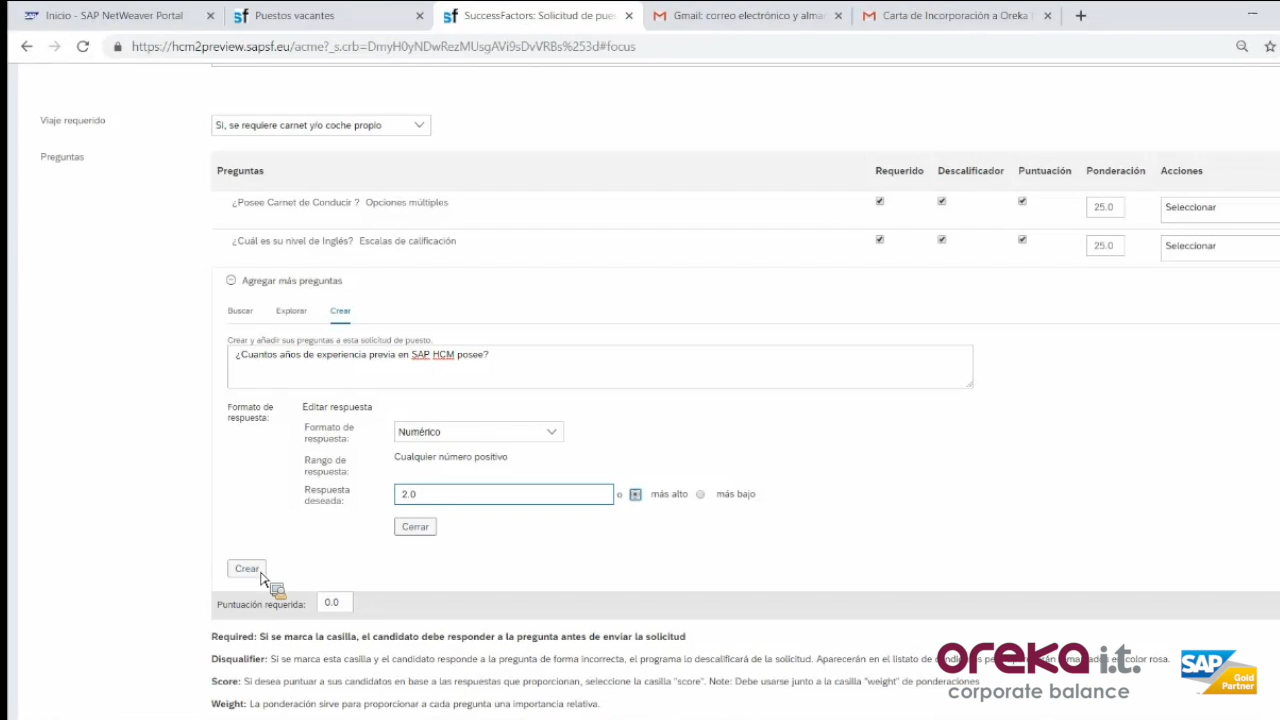 Inicio - SAP NetWeaver Portal
Puestos vacantes
SuccessFactors: Solicitud de pues
Gmail: correo electrónico y alma
Carta de Incorporación a Oreka
https://hcm2preview.sapsf.eu/acme?_s.crb=DmyH0yNDwRezMUsgAVi9sDvVRBs%253d#focus
Viaje requerido
Si, se requiere carnet y/o coche propio
Preguntas
Preguntas Requerido Descalificador Puntuación Ponderación Acciones
¿Posee Carnet de Conducir ? Opciones múltiples 25.0 Seleccionar
¿Cuál es su nivel de Inglés? Escalas de calificación 25.0 Seleccionar
Agregar más preguntas
Buscar Explorar Crear
Crear y añadir sus preguntas a esta solicitud de puesto.
¿Cuantos años de experiencia previa en SAP HCM posee?
Formato de
respuesta:
Editar respuesta
Formato de
respuesta:
Numérico
Rango de
respuesta:
Cualquier número positivo
Respuesta
deseada:
2.0 o más alto más bajo
Cerrar
Crear
Puntuación requerida: 0.0
Required: Si se marca la casilla, el candidato debe responder a la pregunta antes de enviar la solicitud
Disqualifier: Si se marca esta casilla y el candidato responde a la pregunta de forma incorrecta, el programa lo descalificará de la solicitud. Aparecerán en el listado de color rosa.
Score: Si desea puntuar a sus candidatos en base a las respuestas que proporcionan, seleccione la casilla "score". Note: Debe usarse junto a la casilla "weight" de ponderaciones
Weight: La ponderación sirve para proporcionar a cada pregunta una importancia relativa.
oreka i.t.
corporate balance
SAP
Gold
Partner